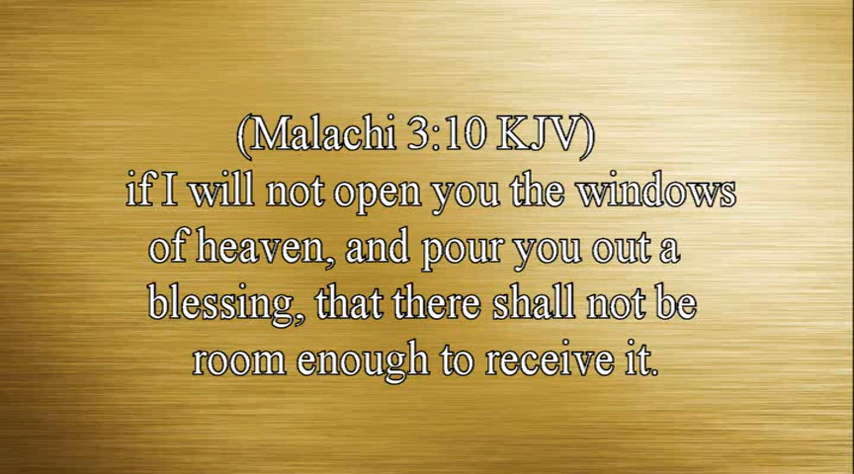 (Malachi 3:10 KJV)
if I will not open you the windows
of heaven, and pour you out a
blessing, that there shall not be
room enough to receive it.